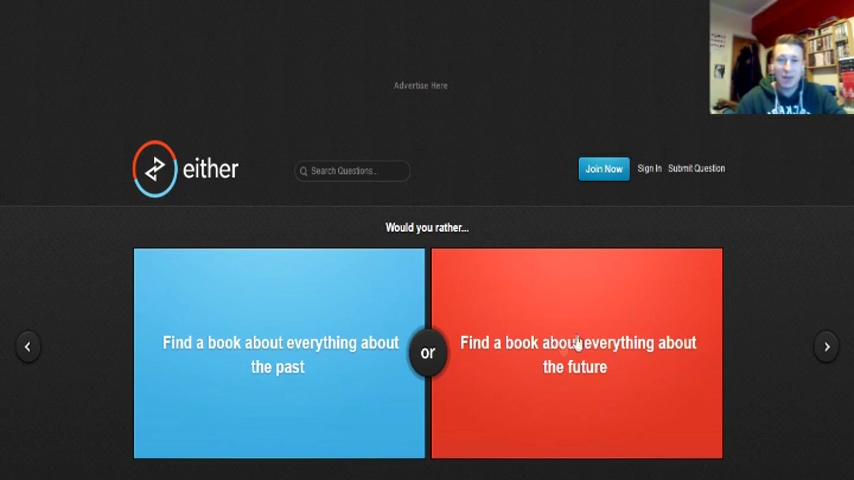 Advertise Here
either
Search Questions...
Join Now
Sign In
Submit Question
Would you rather...
Find a book about everything about
the past
or
Find a book about everything about
the future